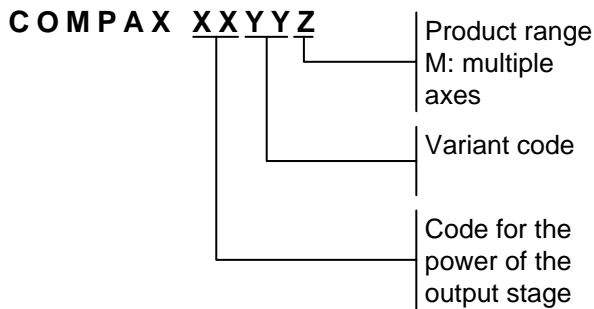 COMPAX XXYYZ
Product range
M: multiple
axes
Variant code
Code for the
power of the
output stage